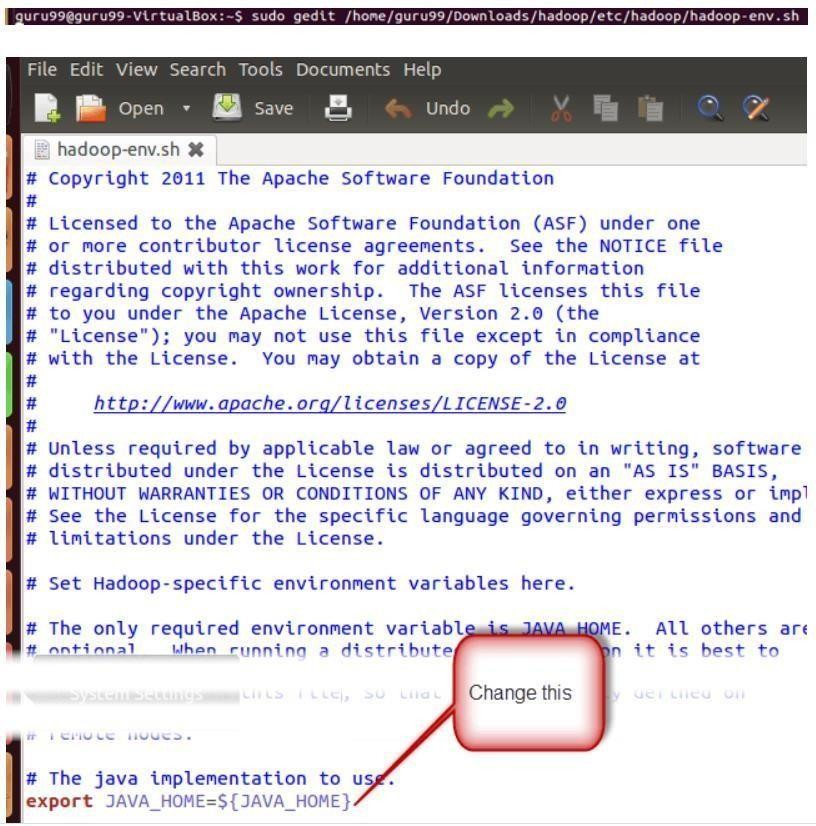 guru99@guru99-VirtualBox:~$ sudo gedit /home/guru99/Downloads/hadoop/etc/hadoop/hadoop-env.sh
File Edit View Search Tools Documents Help
Open Save Undo
hadoop-env.sh
# Copyright 2011 The Apache Software Foundation
#
# Licensed to the Apache Software Foundation (ASF) under one
# or more contributor license agreements.  See the NOTICE file
# distributed with this work for additional information
# regarding copyright ownership.  The ASF licenses this file
# to you under the Apache License, Version 2.0 (the
# "License"); you may not use this file except in compliance
# with the License.  You may obtain a copy of the License at
#
#     http://www.apache.org/licenses/LICENSE-2.0
#
# Unless required by applicable law or agreed to in writing, software
# distributed under the License is distributed on an "AS IS" BASIS,
# WITHOUT WARRANTIES OR CONDITIONS OF ANY KIND, either express or impl
# See the License for the specific language governing permissions and
# limitations under the License.
# Set Hadoop-specific environment variables here.
# The only required environment variable is JAVA_HOME.  All others are
# optional.  When running a distribute on it is best to
System Settings this file, so that defined on
Change this
# remote nodes.
# The java implementation to use.
export JAVA_HOME=${JAVA_HOME}